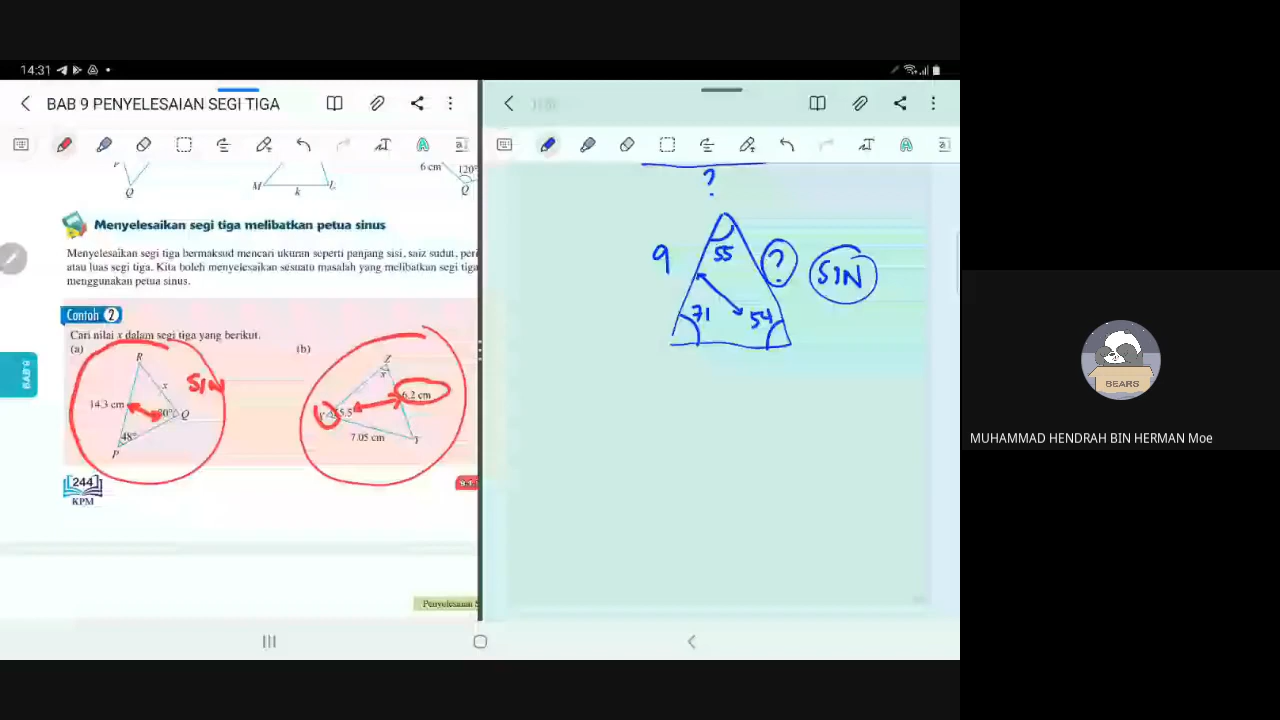 14:31
BAB 9 PENYELESAIAN SEGI TIGA
Q
M
k
L
6 cm
120°
Q
Menyelesaikan segi tiga melibatkan petua sinus
Menyelesaikan segi tiga bermaksud mencari ukuran seperti panjang sisi, saiz sudut, peri
atau luas segi tiga. Kita boleh menyelesaikan sesuatu masalah yang melibatkan segi tig
menggunakan petua sinus.
Contoh 2
Cari nilai x dalam segi tiga yang berikut.
(a)
R
x
SIN
14.3 cm
Q
48°
P
(b)
Z
x
6.2 cm
7.05 cm
BAB 9
244
KPM
Penyelesaian S
?
9
55
?
SIN
71
54
BEARS
MUHAMMAD HENDRAH BIN HERMAN Moe